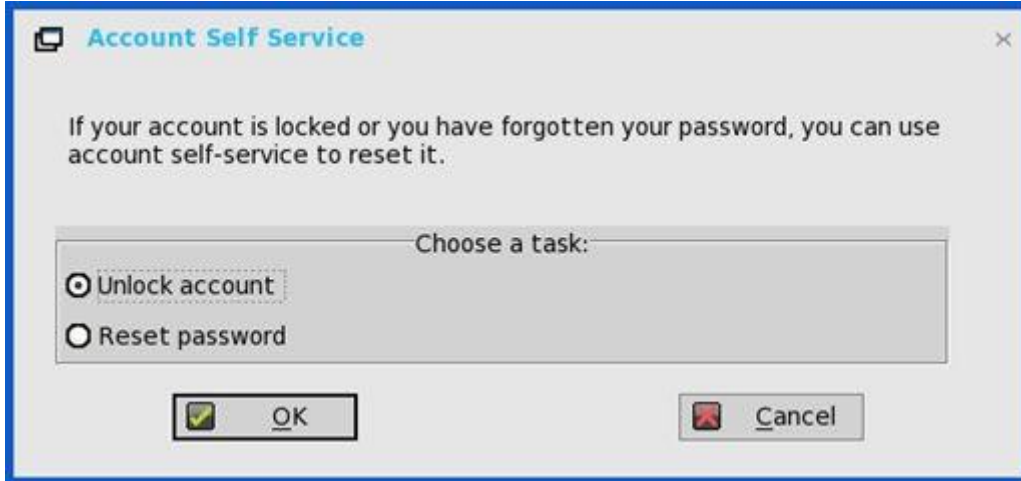 Account Self Service
If your account is locked or you have forgotten your password, you can use
account self-service to reset it.
Choose a task:
Unlock account
Reset password
OK
Cancel